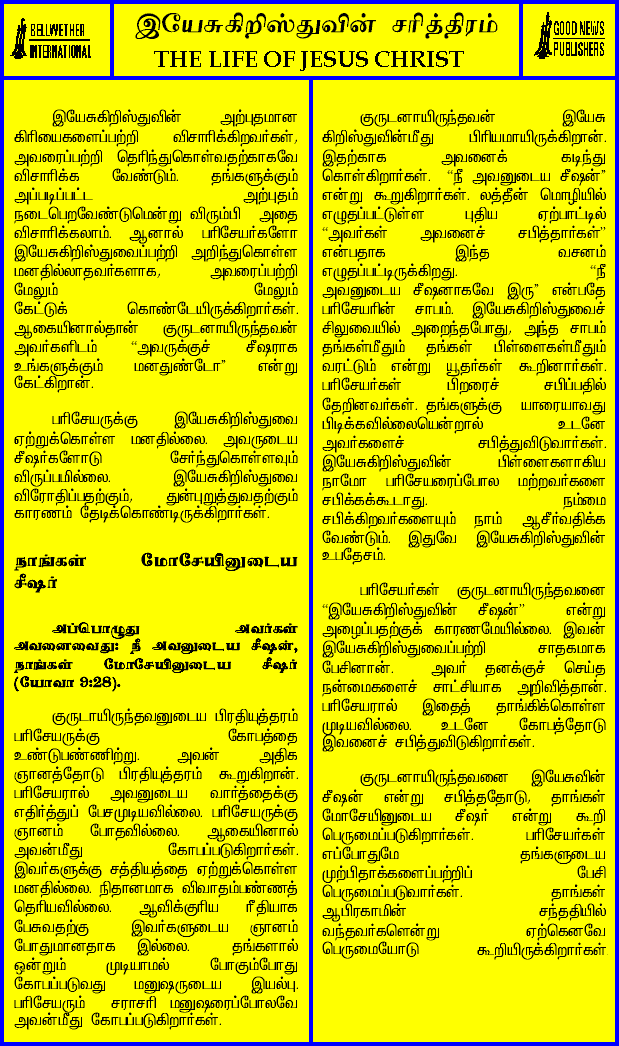 BELLWETHER
INTERNATIONAL
இயேசுகிறிஸ்துவின் சரித்திரம்
THE LIFE OF JESUS CHRIST
GOOD NEWS
PUBLISHERS
இயேசுகிறிஸ்துவின் அற்புதமான
கிரியைகளைப்பற்றி விசாரிக்கிறவர்கள்,
அவரைப்பற்றி தெரிந்துகொள்வதற்காகவே
விசாரிக்க வேண்டும். தங்களுக்கும்
அப்படிப்பட்ட அற்புதம்
நடைபெறவேண்டுமென்று விரும்பி அதை
விசாரிக்கலாம். ஆனால் பரிசேயர்களோ
இயேசுகிறிஸ்துவைப்பற்றி அறிந்துகொள்ள
மனதில்லாதவர்களாக, அவரைப்பற்றி
மேலும் மேலும்
கேட்டுக் கொண்டேயிருக்கிறார்கள்.
ஆகையினால்தான் குருடனாயிருந்தவன்
அவர்களிடம் “அவருக்குச் சீஷராக
உங்களுக்கும் மனதுண்டோ” என்று
கேட்கிறான்.
பரிசேயருக்கு இயேசுகிறிஸ்துவை
ஏற்றுக்கொள்ள மனதில்லை. அவருடைய
சீஷர்களோடு சேர்ந்துகொள்ளவும்
விருப்பமில்லை. இயேசுகிறிஸ்துவை
விரோதிப்பதற்கும், துன்புறுத்துவதற்கும்
காரணம் தேடிக்கொண்டிருக்கிறார்கள்.
நாங்கள் மோசேயினுடைய
சீஷர்
அப்பொழுது அவர்கள்
அவனைவைது: நீ அவனுடைய சீஷன்,
நாங்கள் மோசேயினுடைய சீஷர்
(யோவா 9:28).
குருடாயிருந்தவனுடைய பிரதியுத்தரம்
பரிசேயருக்கு கோபத்தை
உண்டுபண்ணிற்று. அவன் அதிக
ஞானத்தோடு பிரதியுத்தரம் கூறுகிறான்.
பரிசேயரால் அவனுடைய வார்த்தைக்கு
எதிர்த்துப் பேசமுடியவில்லை. பரிசேயருக்கு
ஞானம் போதவில்லை. ஆகையினால்
அவன்மீது கோபப்படுகிறார்கள்.
இவர்களுக்கு சத்தியத்தை ஏற்றுக்கொள்ள
மனதில்லை. நிதானமாக விவாதம்பண்ணத்
தெரியவில்லை. ஆவிக்குரிய ரீதியாக
பேசுவதற்கு இவர்களுடைய ஞானம்
போதுமானதாக இல்லை. தங்களால்
ஒன்றும் முடியாமல் போகும்போது
கோபப்படுவது மனுஷருடைய இயல்பு.
பரிசேயரும் சராசரி மனுஷரைப்போலவே
அவன்மீது கோபப்படுகிறார்கள்.
குருடனாயிருந்தவன் இயேசு
கிறிஸ்துவின்மீது பிரியமாயிருக்கிறான்.
இதற்காக அவனைக் கடிந்து
கொள்கிறார்கள். “நீ அவனுடைய சீஷன்”
என்று கூறுகிறார்கள். லத்தீன் மொழியில்
எழுதப்பட்டுள்ள புதிய ஏற்பாட்டில்
“அவர்கள் அவனைச் சபித்தார்கள்”
என்பதாக இந்த வசனம்
எழுதப்பட்டிருக்கிறது. “நீ
அவனுடைய சீஷனாகவே இரு” என்பதே
பரிசேயரின் சாபம். இயேசுகிறிஸ்துவைச்
சிலுவையில் அறைந்தபோது, அந்த சாபம்
தங்கள்மீதும் தங்கள் பிள்ளைகள்மீதும்
வரட்டும் என்று யூதர்கள் கூறினார்கள்.
பரிசேயர்கள் பிறரைச் சபிப்பதில்
தேறினவர்கள். தங்களுக்கு யாரையாவது
பிடிக்கவில்லையென்றால் உடனே
அவர்களைச் சபித்துவிடுவார்கள்.
இயேசுகிறிஸ்துவின் பிள்ளைகளாகிய
நாமோ பரிசேயரைப்போல மற்றவர்களை
சபிக்கக்கூடாது. நம்மை
சபிக்கிறவர்களையும் நாம் ஆசீர்வதிக்க
வேண்டும். இதுவே இயேசுகிறிஸ்துவின்
உபதேசம்.
பரிசேயர்கள் குருடனாயிருந்தவனை
“இயேசுகிறிஸ்துவின் சீஷன்” என்று
அழைப்பதற்குக் காரணமேயில்லை. இவன்
இயேசுகிறிஸ்துவைப்பற்றி சாதகமாக
பேசினான். அவர் தனக்குச் செய்த
நன்மைகளைச் சாட்சியாக அறிவித்தான்.
பரிசேயரால் இதைத் தாங்கிக்கொள்ள
முடியவில்லை. உடனே கோபத்தோடு
இவனைச் சபித்துவிடுகிறார்கள்.
குருடனாயிருந்தவனை இயேசுவின்
சீஷன் என்று சபித்ததோடு, தாங்கள்
மோசேயினுடைய சீஷர் என்று கூறி
பெருமைப்படுகிறார்கள். பரிசேயர்கள்
எப்போதுமே தங்களுடைய
முற்பிதாக்களைப்பற்றிப் பேசி
பெருமைப்படுவார்கள். தாங்கள்
ஆபிரகாமின் சந்ததியில்
வந்தவர்களென்று ஏற்கெனவே
பெருமையோடு கூறியிருக்கிறார்கள்.